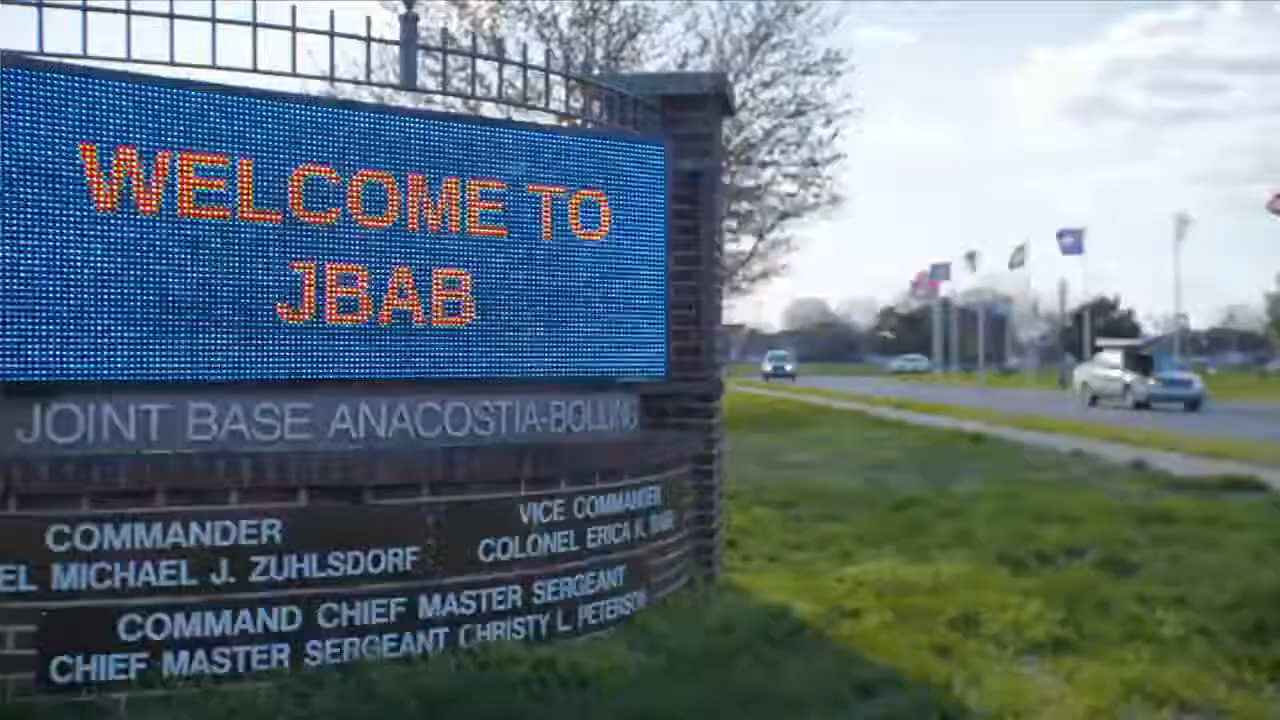 WELCOME TO
JBAB
JOINT BASE ANACOSTIA-BOLLING
COMMANDER
MICHAEL J. ZUHLSDORF
VICE COMMANDER
COLONEL ERICA K.
COMMAND CHIEF MASTER SERGEANT
CHIEF MASTER SERGEANT CHRISTY L. PETERSON